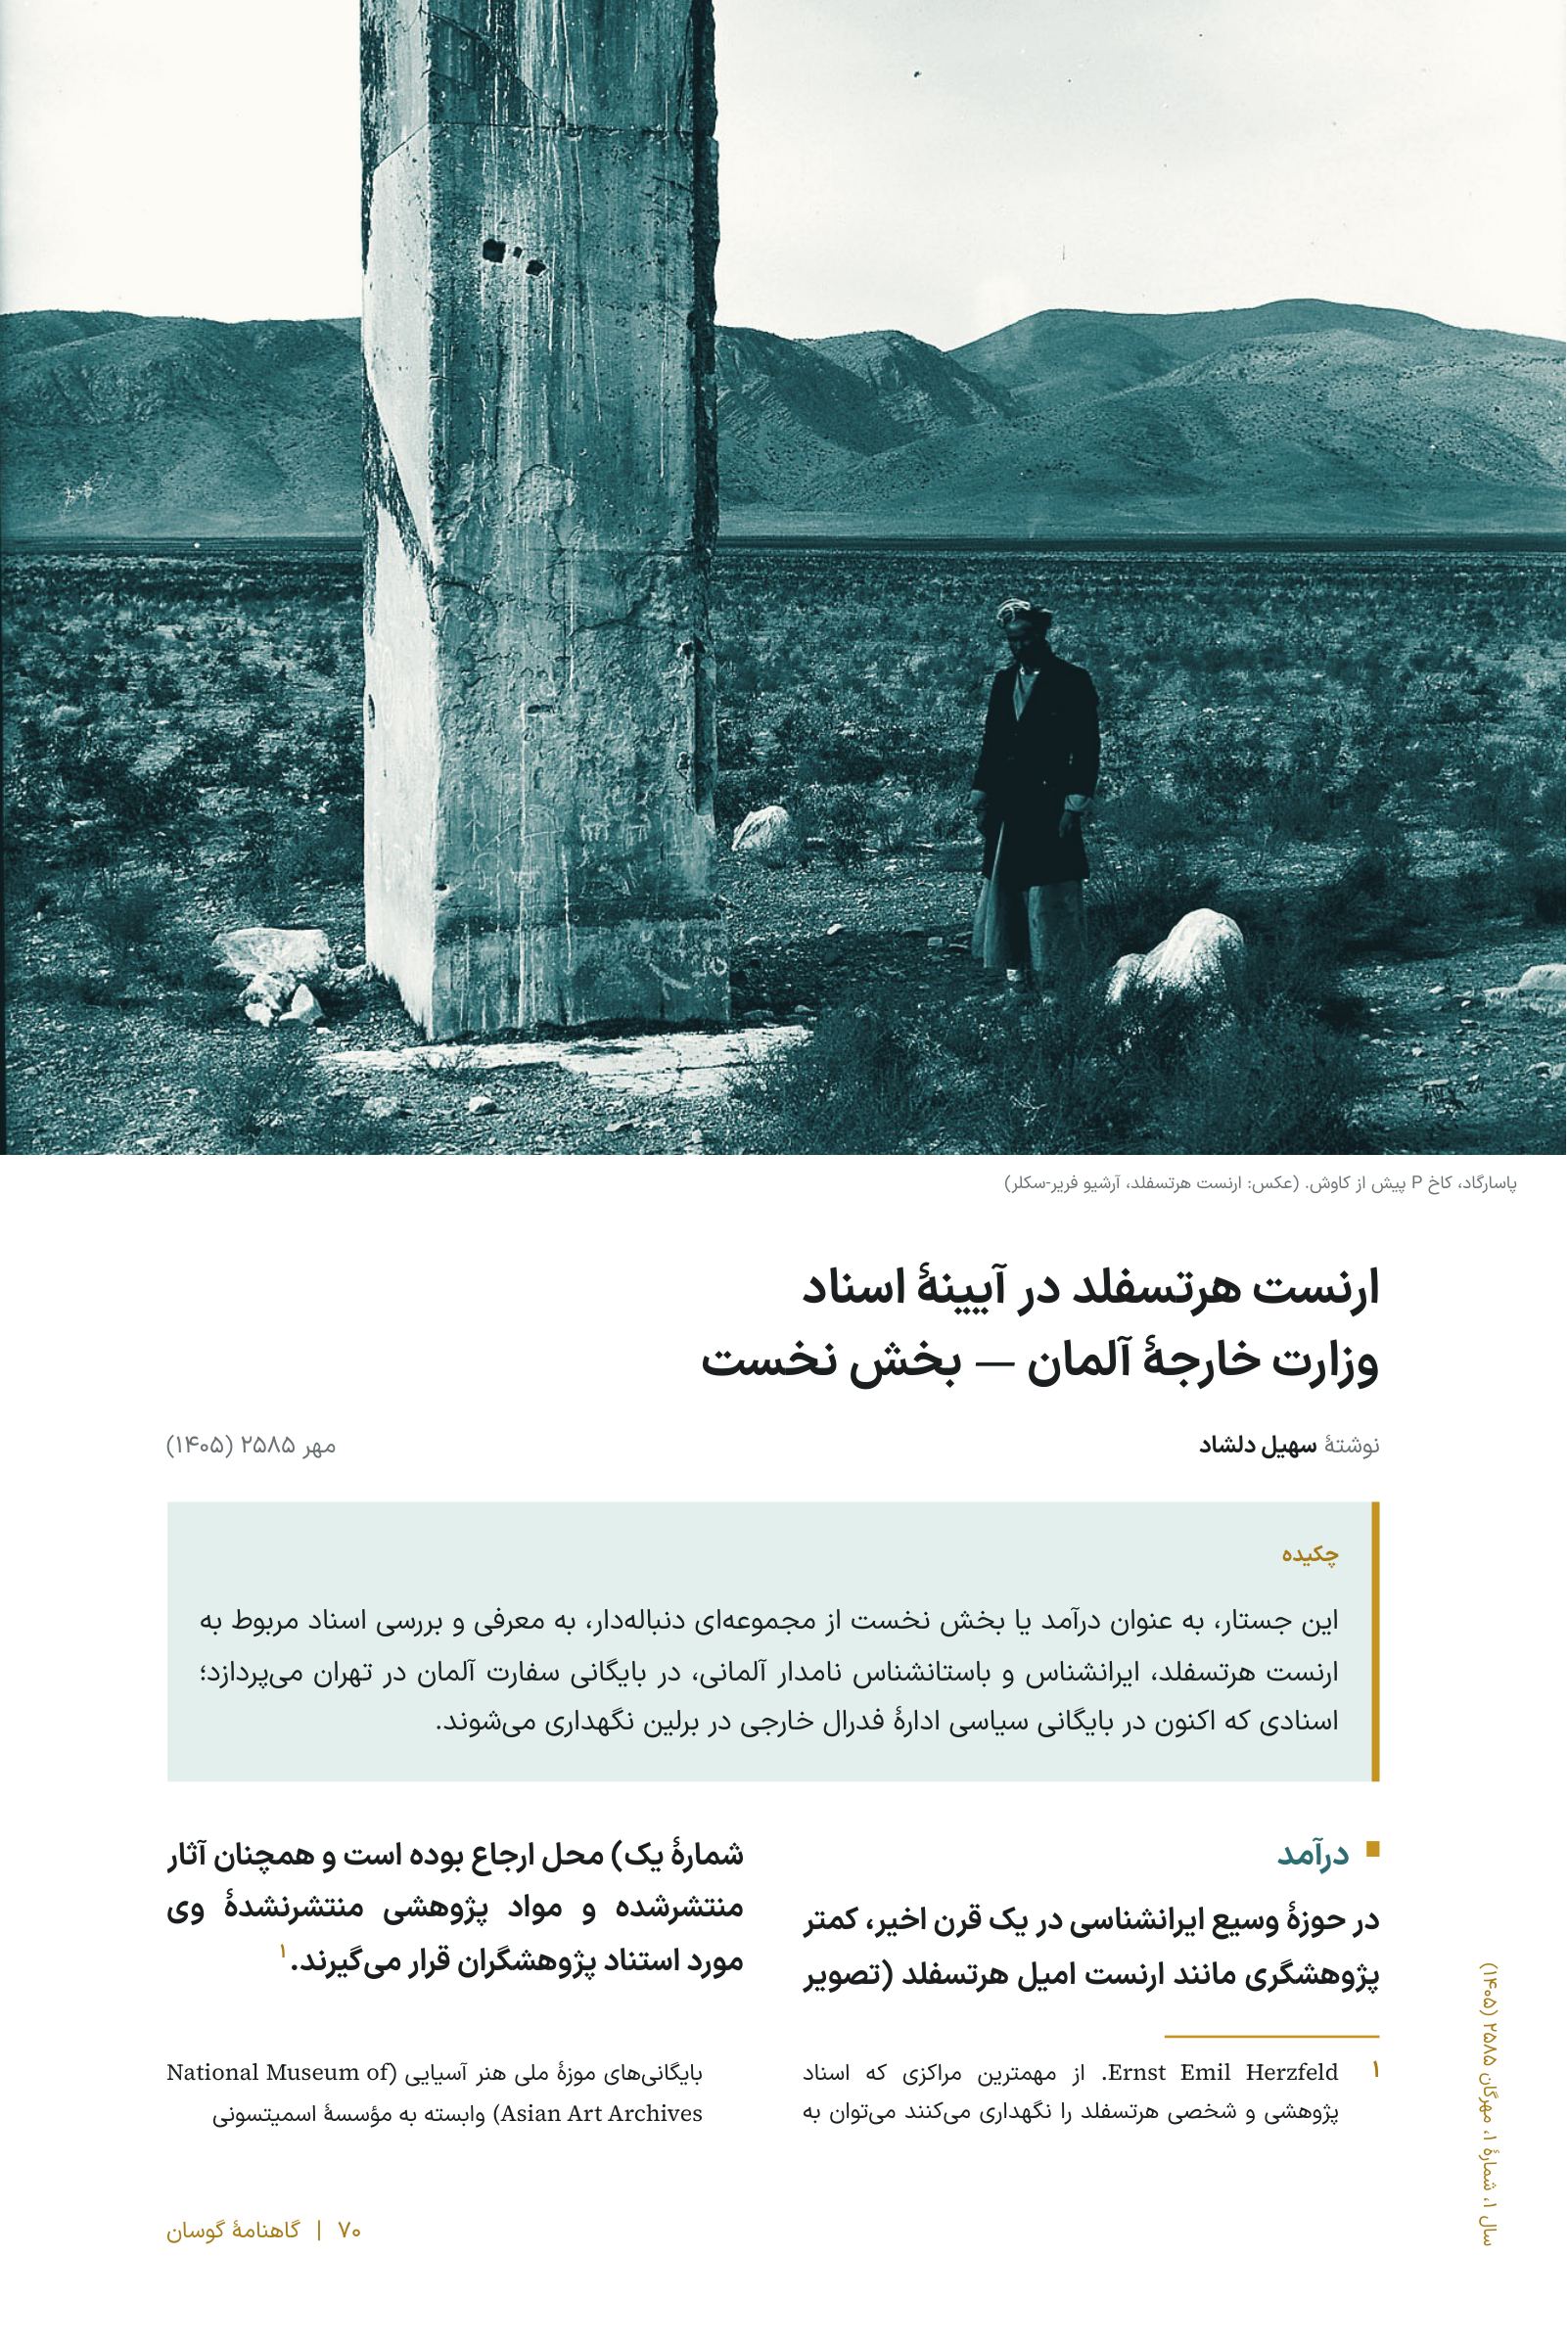 پاسارگاد، کاخ P پیش از کاوش. (عکس: ارنست هرتسفلد، آرشیو فریر-سکلر)
ارنست هرتسفلد در آیینهٔ اسناد
وزارت خارجهٔ آلمان — بخش نخست
نوشتهٔ سهیل دلشاد
مهر ۲۵۸۵ (۱۴۰۵)
چکیده
این جستار، به عنوان درآمد یا بخش نخست از مجموعه‌ای دنباله‌دار، به معرفی و بررسی اسناد مربوط به
ارنست هرتسفلد، ایرانشناس و باستانشناس نامدار آلمانی، در بایگانی سفارت آلمان در تهران می‌پردازد؛
اسنادی که اکنون در بایگانی سیاسی ادارهٔ فدرال خارجی در برلین نگهداری می‌شوند.
درآمد
در حوزهٔ وسیع ایرانشناسی در یک قرن اخیر، کمتر
پژوهشگری مانند ارنست امیل هرتسفلد (تصویر
شمارهٔ یک) محل ارجاع بوده است و همچنان آثار
منتشرشده و مواد پژوهشی منتشرنشدهٔ وی
مورد استناد پژوهشگران قرار می‌گیرند.۱
۱ Ernst Emil Herzfeld. از مهمترین مراکزی که اسناد
پژوهشی و شخصی هرتسفلد را نگهداری می‌کنند می‌توان به
بایگانی‌های موزهٔ ملی هنر آسیایی (National Museum of
Asian Art Archives) وابسته به مؤسسهٔ اسمیتسونی
سال ۱، شمارهٔ ۱، مهرگان ۲۵۸۵ (۱۴۰۵)
۷۰ | گاهنامهٔ گوسان